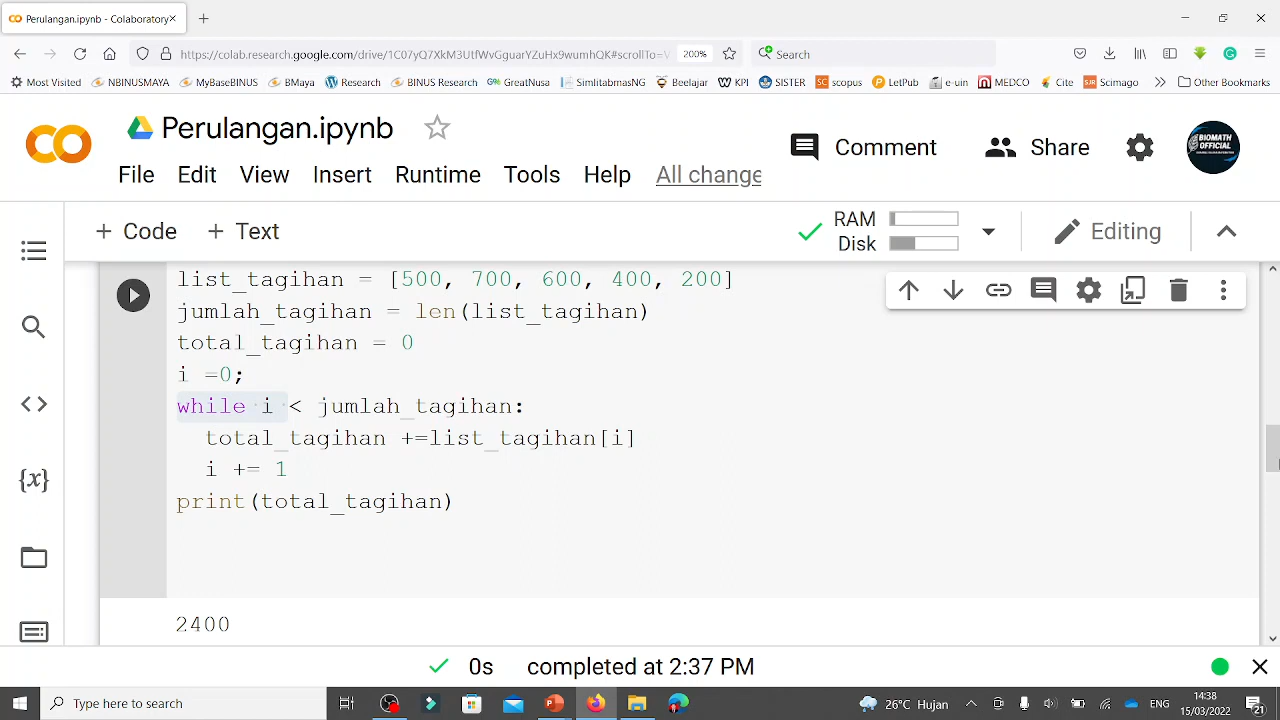 Perulangan.ipynb - Colaboratory
https://colab.research.google.com/drive/1C07yQ7XkM3UtfWvGguarYZuHx9wumhQK#scrollTo=V
200%
Search
Most Visited
NBINUSMAYA
MyBaseBINUS
BMaya
Research
BINUS Research
GreatNusa
SimlitabmasNG
Beelajar
KPI
SISTER
scopus
LetPub
e-uin
MEDCO
Cite
Scimago
Other Bookmarks
Perulangan.ipynb
Comment
Share
BIOMATH
OFFICIAL
File Edit View Insert Runtime Tools Help All change
+ Code + Text
RAM
Disk
Editing
list_tagihan = [500, 700, 600, 400, 200]
jumlah_tagihan = len(list_tagihan)
total_tagihan = 0
i =0;
while i < jumlah_tagihan:
total_tagihan +=list_tagihan[i]
i += 1
print(total_tagihan)
{x}
2400
0s completed at 2:37 PM
Type here to search
26°C Hujan
ENG
14:38
15/03/2022
21